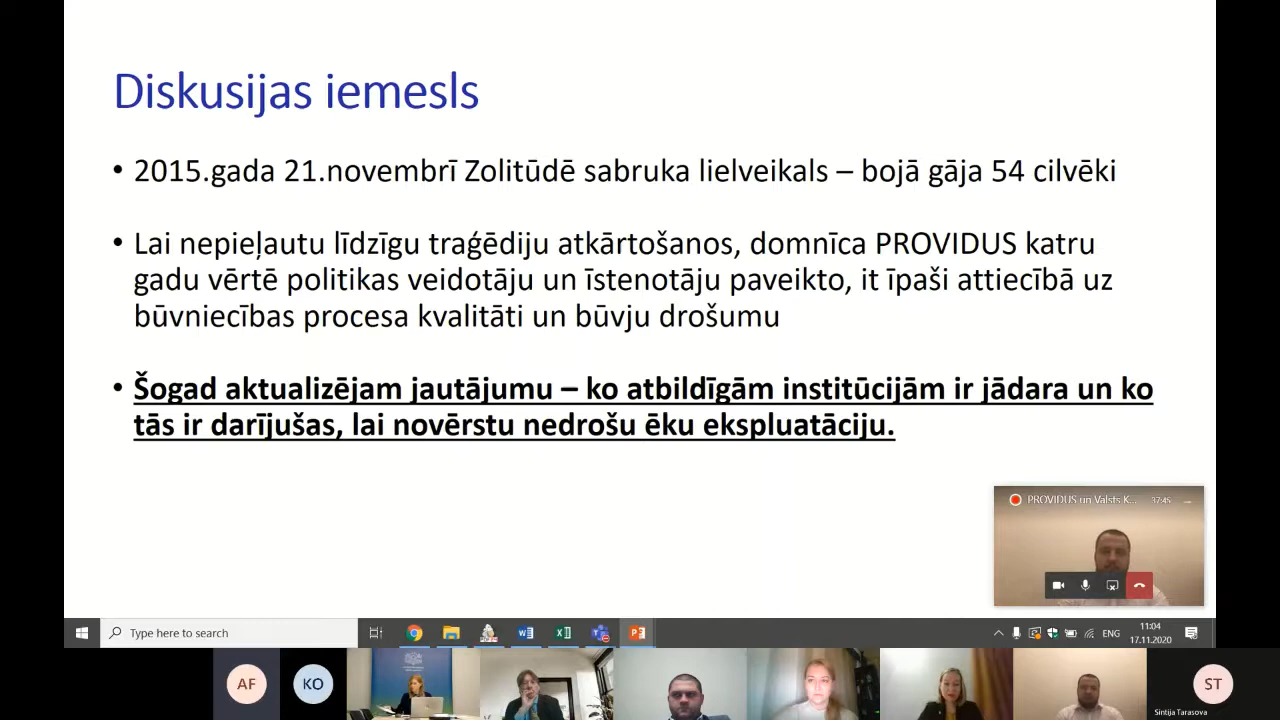 Diskusijas iemesls
• 2015.gada 21.novembrī Zolitūdē sabruka lielveikals – bojā gāja 54 cilvēki
• Lai nepieļautu līdzīgu traģēdiju atkārtošanos, domnīca PROVIDUS katru
gadu vērtē politikas veidotāju un īstenotāju paveikto, it īpaši attiecībā uz
būvniecības procesa kvalitāti un būvju drošumu
• Šogad aktualizējam jautājumu – ko atbildīgām institūcijām ir jādara un ko
tās ir darījušas, lai novērstu nedrošu ēku ekspluatāciju.
PROVIDUS un Valsts K... 37:45
Type here to search
ENG
11:04
17.11.2020
AF
KO
ST
Sintija Tarasova